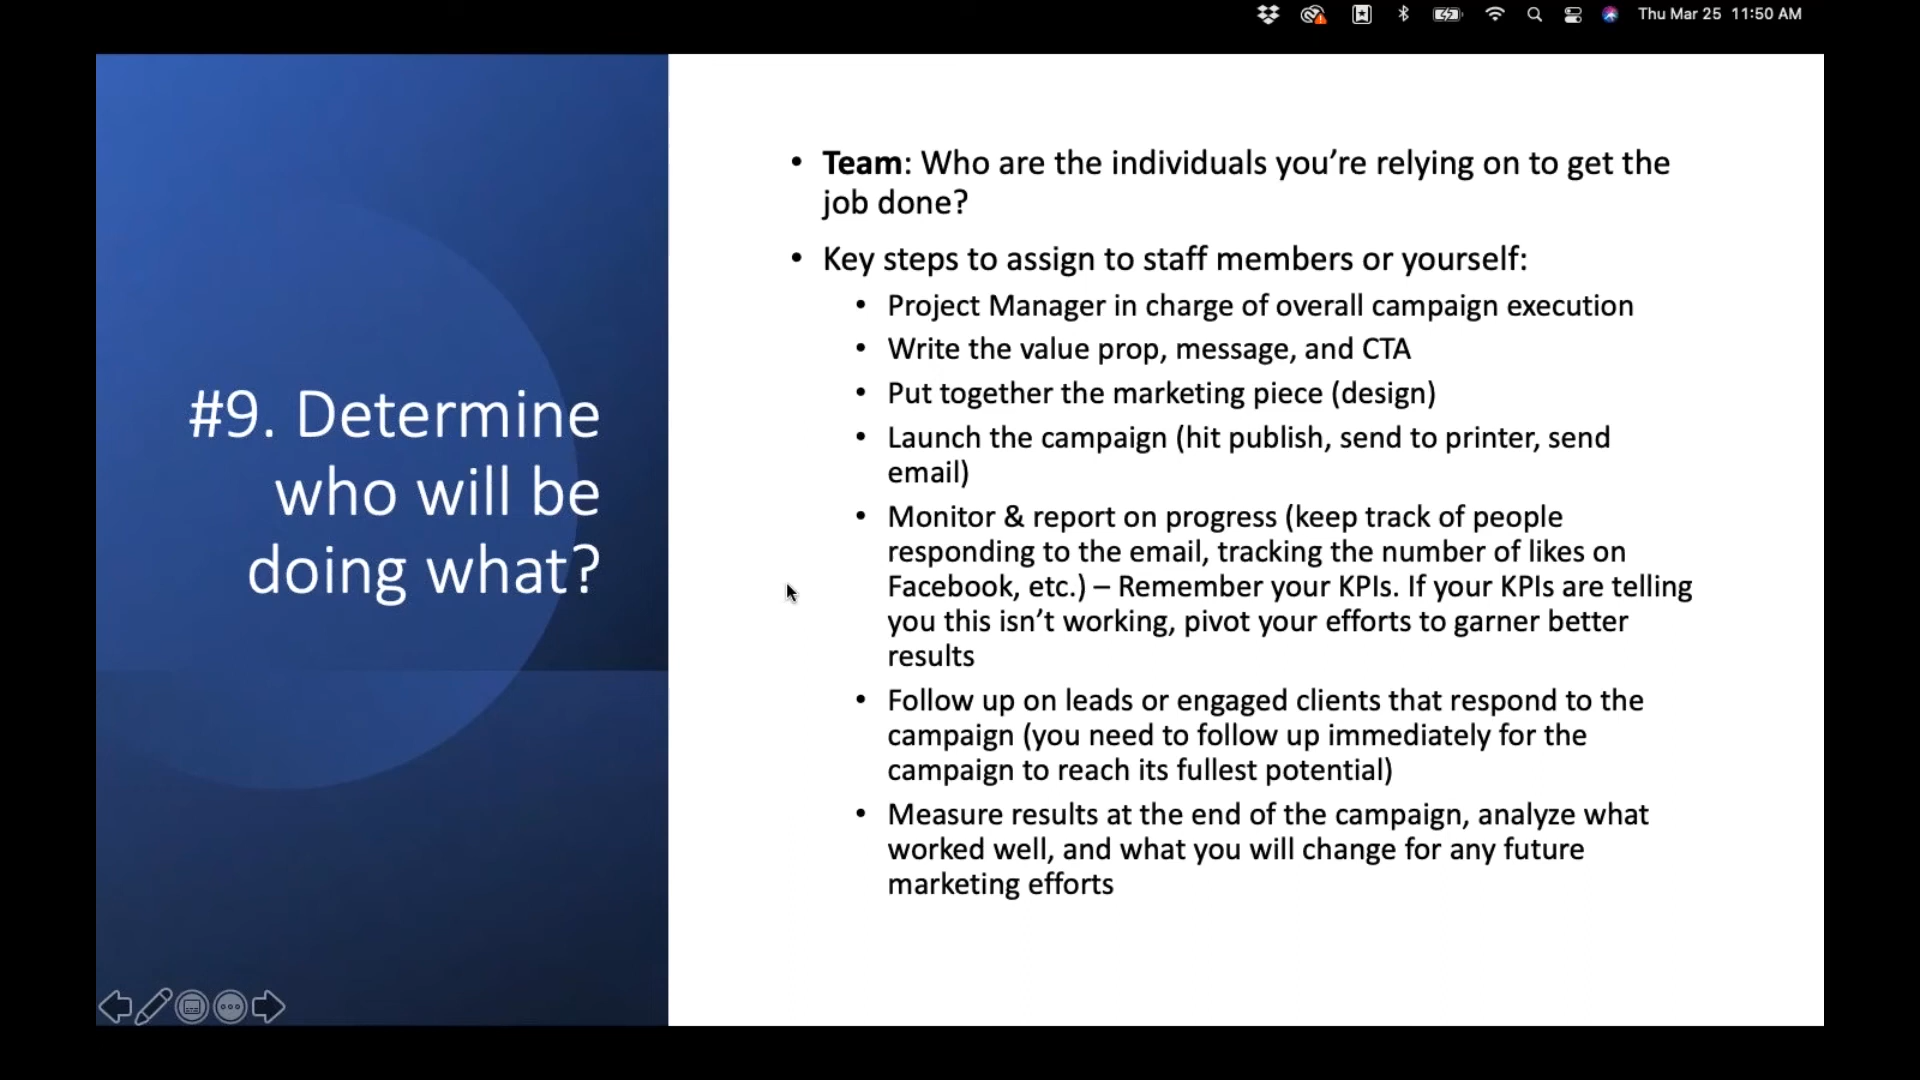 Thu Mar 25 11:50 AM
#9. Determine
who will be
doing what?
• Team: Who are the individuals you’re relying on to get the
job done?
• Key steps to assign to staff members or yourself:
• Project Manager in charge of overall campaign execution
• Write the value prop, message, and CTA
• Put together the marketing piece (design)
• Launch the campaign (hit publish, send to printer, send
email)
• Monitor & report on progress (keep track of people
responding to the email, tracking the number of likes on
Facebook, etc.) – Remember your KPIs. If your KPIs are telling
you this isn’t working, pivot your efforts to garner better
results
• Follow up on leads or engaged clients that respond to the
campaign (you need to follow up immediately for the
campaign to reach its fullest potential)
• Measure results at the end of the campaign, analyze what
worked well, and what you will change for any future
marketing efforts